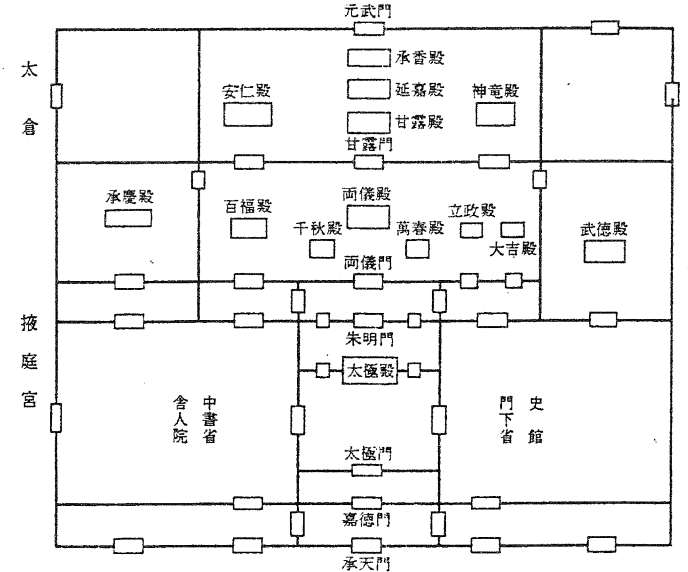 元武門
承香殿
延嘉殿
甘露殿
甘露門
安仁殿
神竜殿
太倉
承慶殿
百福殿
両儀殿
千秋殿
萬春殿
立政殿
大吉殿
武徳殿
両儀門
朱明門
太極殿
掖庭宮
中書省
舎人院
史館
門下省
太極門
嘉徳門
承天門